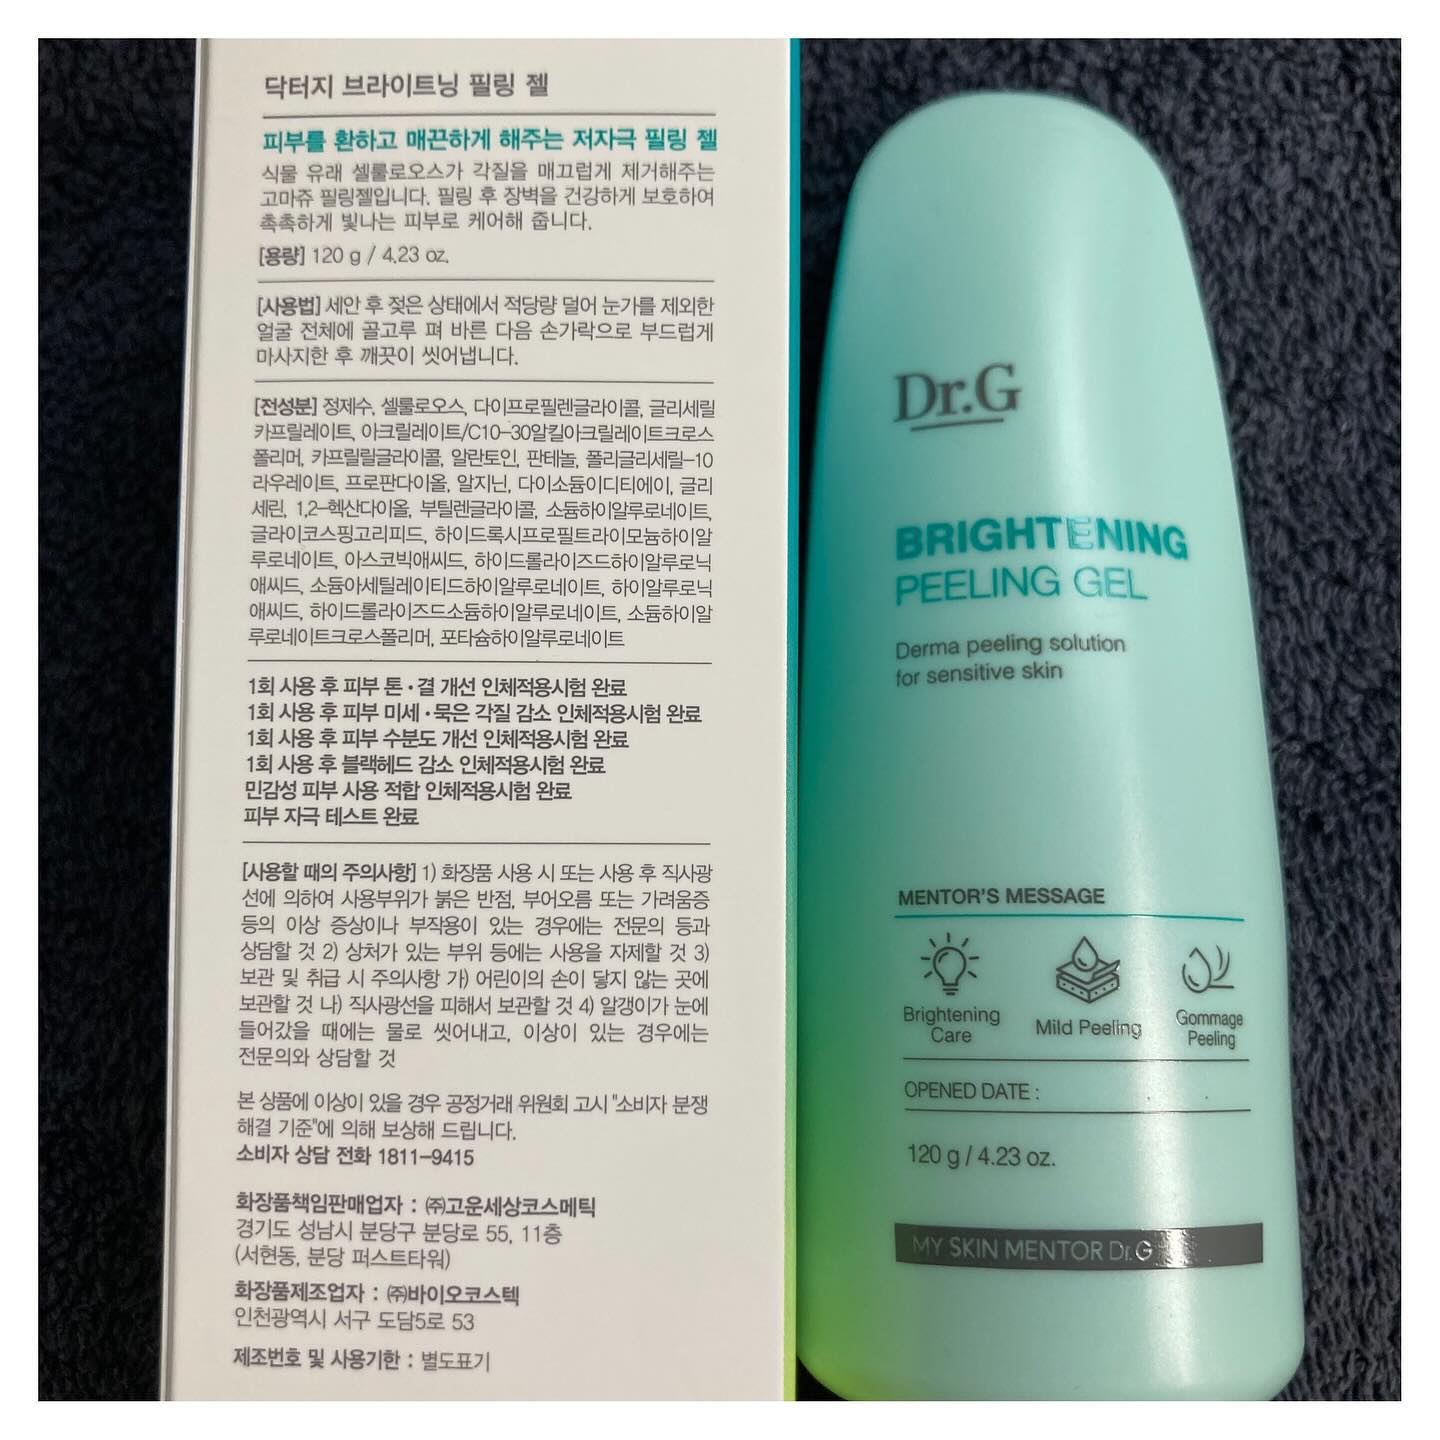 닥터지 브라이트닝 필링 젤
피부를 환하고 매끈하게 해주는 저자극 필링 젤
식물 유래 셀룰로오스가 각질을 매끄럽게 제거해주는
고마쥬 필링젤입니다. 필링 후 장벽을 건강하게 보호하여
촉촉하게 빛나는 피부로 케어해 줍니다.
[용량] 120 g / 4.23 oz.
[사용법] 세안 후 젖은 상태에서 적당량 덜어 눈가를 제외한
얼굴 전체에 골고루 펴 바른 다음 손가락으로 부드럽게
마사지한 후 깨끗이 씻어냅니다.
[전성분] 정제수, 셀룰로오스, 다이프로필렌글라이콜, 글리세릴
카프릴레이트, 아크릴레이트/C10-30알킬아크릴레이트크로스
폴리머, 카프릴릴글라이콜, 알란토인, 판테놀, 폴리글리세릴-10
라우레이트, 프로판다이올, 알지닌, 다이소듐이디티에이, 글리
세린, 1,2-헥산다이올, 부틸렌글라이콜, 소듐하이알루로네이트,
글라이코스핑고리피드, 하이드록시프로필트라이모늄하이알
루로네이트, 아스코빅애씨드, 하이드롤라이즈드하이알루로닉
애씨드, 소듐아세틸레이티드하이알루로네이트, 하이알루로닉
애씨드, 하이드롤라이즈드소듐하이알루로네이트, 소듐하이알
루로네이트크로스폴리머, 포타슘하이알루로네이트
1회 사용 후 피부 톤·결 개선 인체적용시험 완료
1회 사용 후 피부 미세·묵은 각질 감소 인체적용시험 완료
1회 사용 후 피부 수분도 개선 인체적용시험 완료
1회 사용 후 블랙헤드 감소 인체적용시험 완료
민감성 피부 사용 적합 인체적용시험 완료
피부 자극 테스트 완료
[사용할 때의 주의사항] 1) 화장품 사용 시 또는 사용 후 직사광
선에 의하여 사용부위가 붉은 반점, 부어오름 또는 가려움증
등의 이상 증상이나 부작용이 있는 경우에는 전문의 등과
상담할 것 2) 상처가 있는 부위 등에는 사용을 자제할 것 3)
보관 및 취급 시 주의사항 가) 어린이의 손이 닿지 않는 곳에
보관할 것 나) 직사광선을 피해서 보관할 것 4) 알갱이가 눈에
들어갔을 때에는 물로 씻어내고, 이상이 있는 경우에는
전문의와 상담할 것
본 상품에 이상이 있을 경우 공정거래 위원회 고시 "소비자 분쟁
해결 기준"에 의해 보상해 드립니다.
소비자 상담 전화 1811-9415
화장품책임판매업자 : ㈜고운세상코스메틱
경기도 성남시 분당구 분당로 55, 11층
(서현동, 분당 퍼스트타워)
화장품제조업자 : ㈜바이오코스텍
인천광역시 서구 도담5로 53
제조번호 및 사용기한 : 별도표기
Dr.G
BRIGHTENING
PEELING GEL
Derma peeling solution
for sensitive skin
MENTOR'S MESSAGE
Brightening
Care
Mild Peeling
Gommage
Peeling
OPENED DATE :
120 g / 4.23 oz.
MY SKIN MENTOR Dr.G